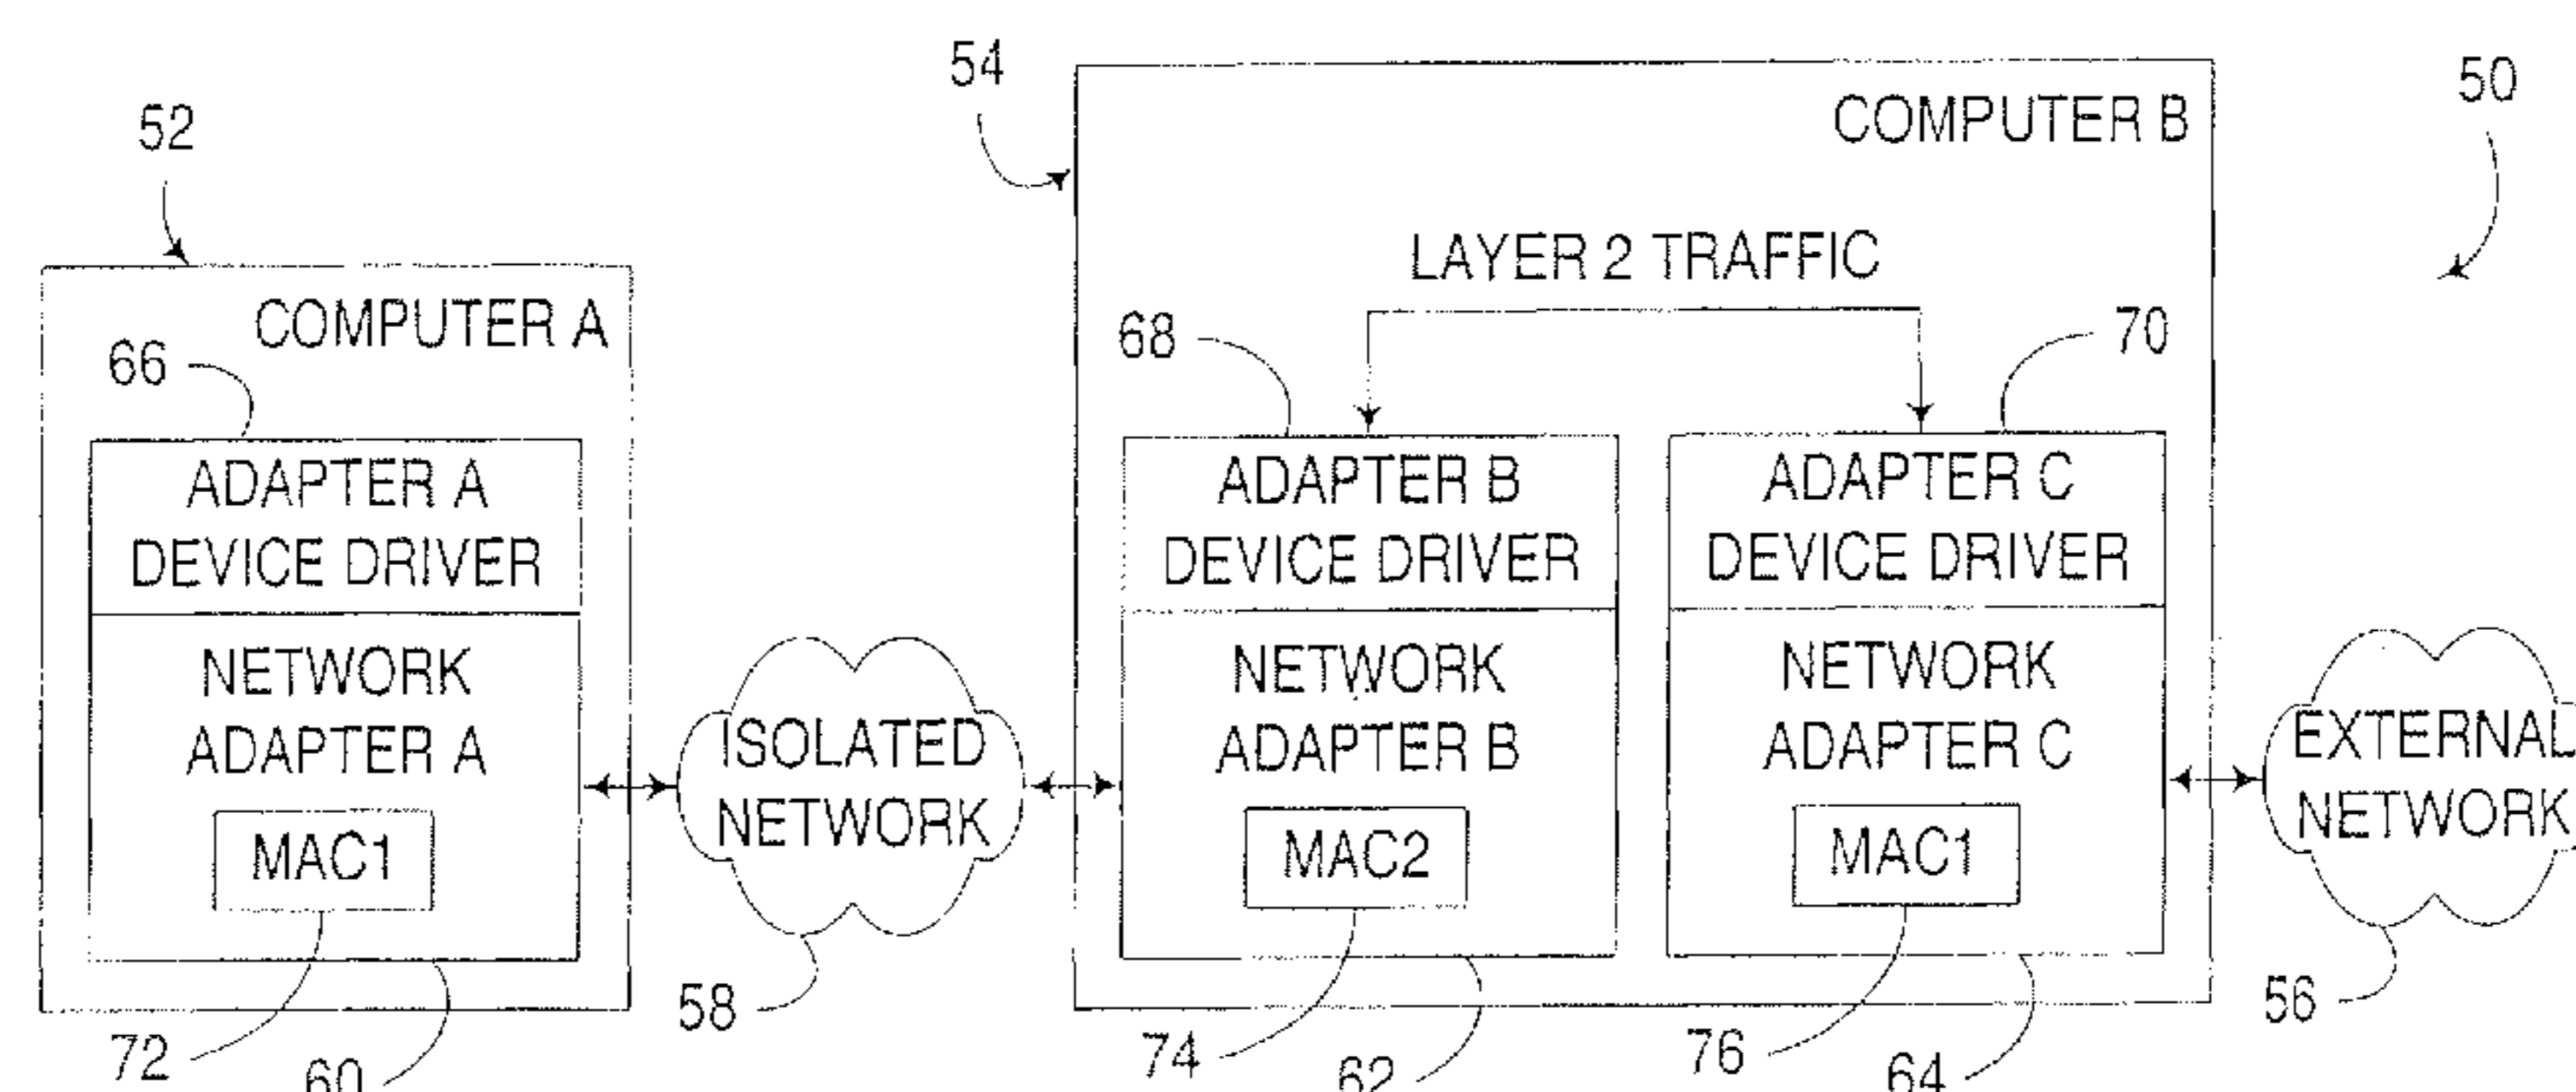 54
50
52
COMPUTER B
LAYER 2 TRAFFIC
COMPUTER A
66
68
70
ADAPTER A
DEVICE DRIVER
ADAPTER B
DEVICE DRIVER
ADAPTER C
DEVICE DRIVER
NETWORK
ADAPTER A
MAC1
ISOLATED
NETWORK
NETWORK
ADAPTER B
MAC2
NETWORK
ADAPTER C
MAC1
EXTERNAL
NETWORK
58
56
72
60
74
62
76
64